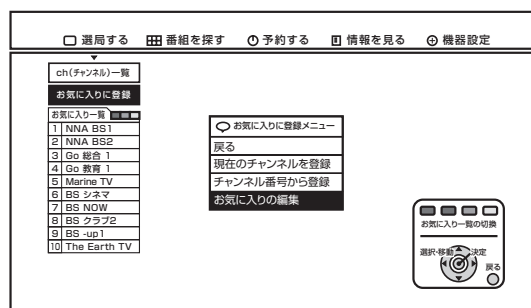 選局する 番組を探す 予約する 情報を見る 機器設定
ch(チャンネル)一覧
お気に入りに登録
お気に入り一覧
1 NNA BS1
2 NNA BS2
3 Go 総合 1
4 Go 教育 1
5 Marine TV
6 BS シネマ
7 BS NOW
8 BS クラブ2
9 BS -up1
10 The Earth TV
お気に入りに登録メニュー
戻る
現在のチャンネルを登録
チャンネル番号から登録
お気に入りの編集
お気に入り一覧の切換
選択・移動 決定
戻る